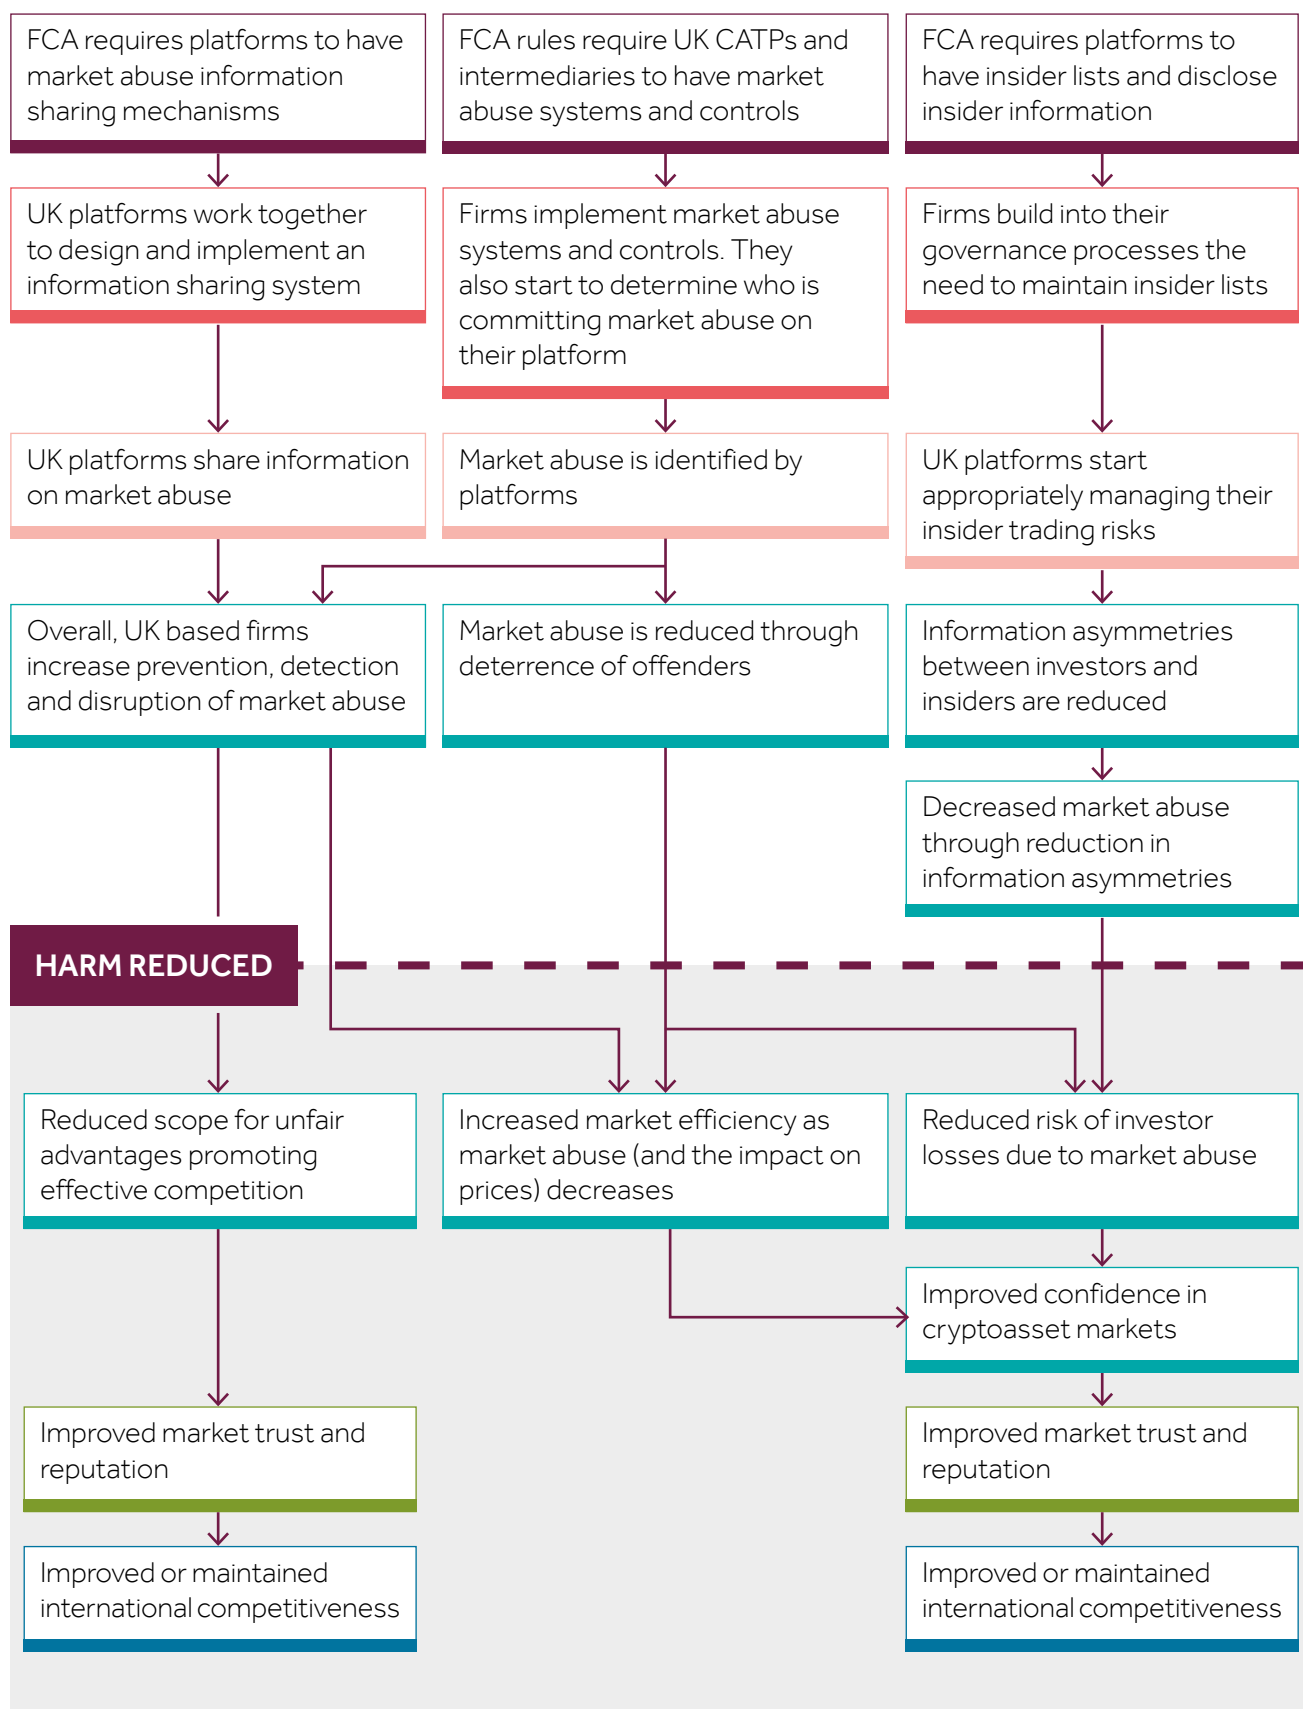 FCA requires platforms to have
market abuse information
sharing mechanisms
FCA rules require UK CATPs and
intermediaries to have market
abuse systems and controls
FCA requires platforms to
have insider lists and disclose
insider information
UK platforms work together
to design and implement an
information sharing system
Firms implement market abuse
systems and controls. They
also start to determine who is
committing market abuse on
their platform
Firms build into their
governance processes the
need to maintain insider lists
UK platforms share information
on market abuse
Market abuse is identified by
platforms
UK platforms start
appropriately managing their
insider trading risks
Overall, UK based firms
increase prevention, detection
and disruption of market abuse
Market abuse is reduced through
deterrence of offenders
Information asymmetries
between investors and
insiders are reduced
Decreased market abuse
through reduction in
information asymmetries
HARM REDUCED
Reduced scope for unfair
advantages promoting
effective competition
Increased market efficiency as
market abuse (and the impact on
prices) decreases
Reduced risk of investor
losses due to market abuse
Improved confidence in
cryptoasset markets
Improved market trust and
reputation
Improved market trust and
reputation
Improved or maintained
international competitiveness
Improved or maintained
international competitiveness